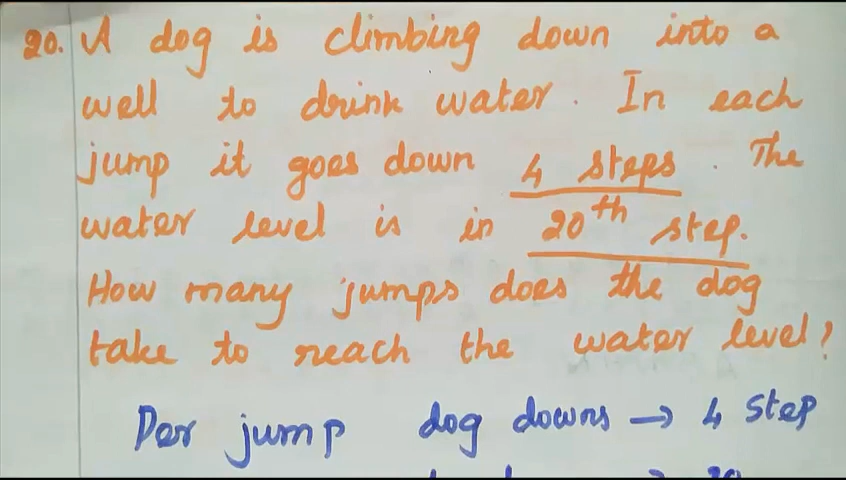 20. A dog is climbing down into a
well to drink water. In each
jump it goes down 4 steps. The
water level is in 20th step.
How many jumps does the dog
take to reach the water level?
Per jump dog downs → 4 step